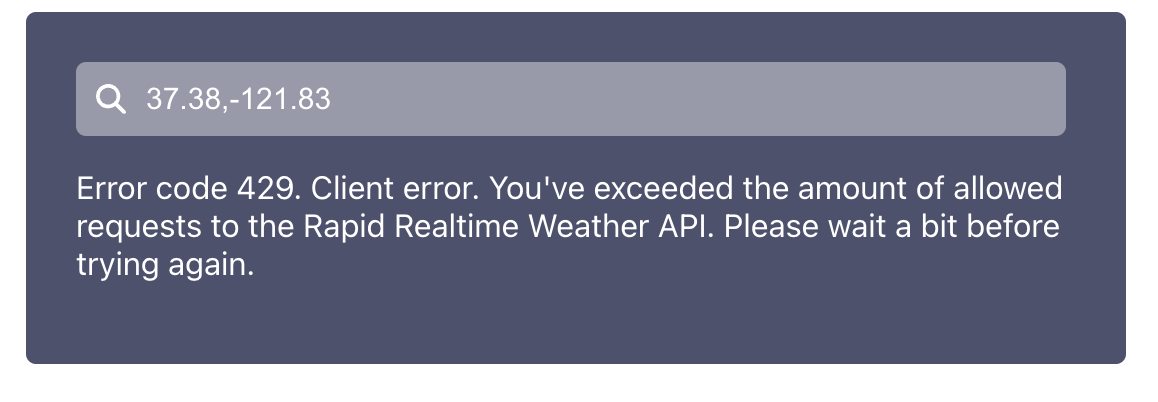 37.38,-121.83
Error code 429. Client error. You've exceeded the amount of allowed
requests to the Rapid Realtime Weather API. Please wait a bit before
trying again.